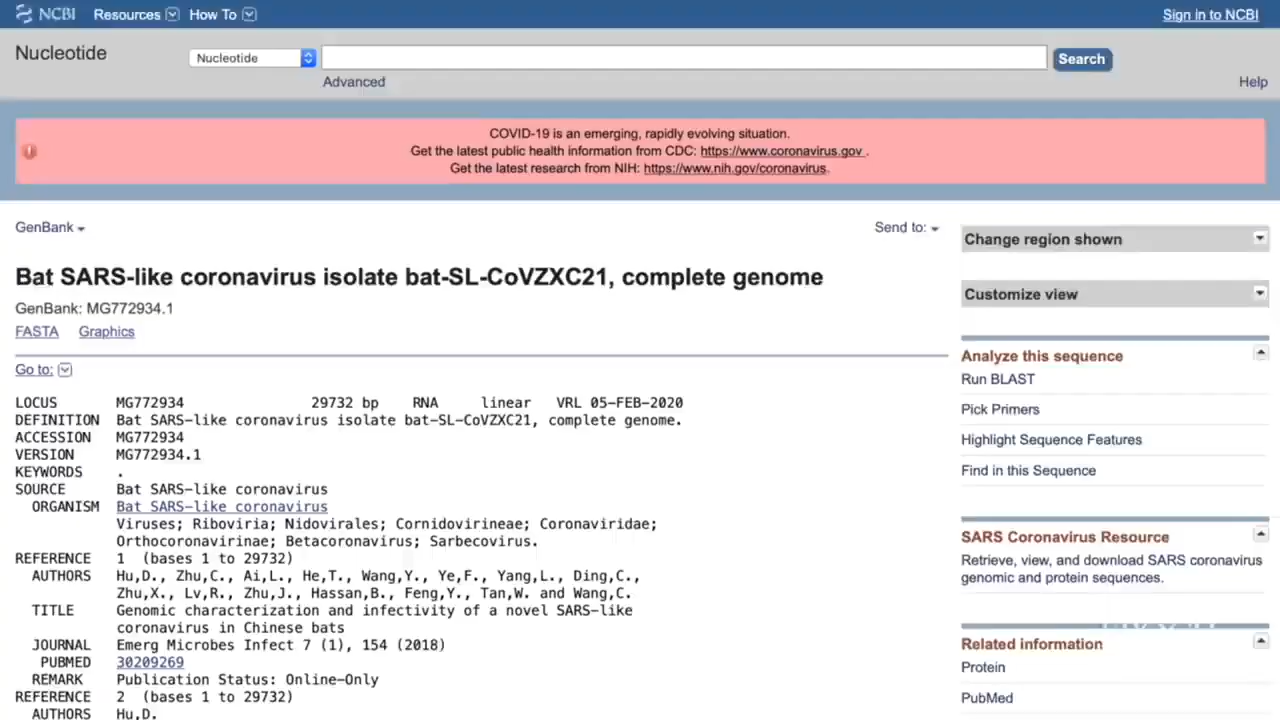 NCBI Resources How To Sign in to NCBI
Nucleotide Nucleotide Search
Advanced Help
COVID-19 is an emerging, rapidly evolving situation.
Get the latest public health information from CDC: https://www.coronavirus.gov .
Get the latest research from NIH: https://www.nih.gov/coronavirus.
GenBank Send to:
Bat SARS-like coronavirus isolate bat-SL-CoVZXC21, complete genome
GenBank: MG772934.1
FASTA Graphics
Go to:
LOCUS MG772934 29732 bp RNA linear VRL 05-FEB-2020
DEFINITION Bat SARS-like coronavirus isolate bat-SL-CoVZXC21, complete genome.
ACCESSION MG772934
VERSION MG772934.1
KEYWORDS .
SOURCE Bat SARS-like coronavirus
ORGANISM Bat SARS-like coronavirus
Viruses; Riboviria; Nidovirales; Cornidovirineae; Coronaviridae;
Orthocoronavirinae; Betacoronavirus; Sarbecovirus.
REFERENCE 1 (bases 1 to 29732)
AUTHORS Hu,D., Zhu,C., Ai,L., He,T., Wang,Y., Ye,F., Yang,L., Ding,C.,
Zhu,X., Lv,R., Zhu,J., Hassan,B., Feng,Y., Tan,W. and Wang,C.
TITLE Genomic characterization and infectivity of a novel SARS-like
coronavirus in Chinese bats
JOURNAL Emerg Microbes Infect 7 (1), 154 (2018)
PUBMED 30209269
REMARK Publication Status: Online-Only
REFERENCE 2 (bases 1 to 29732)
AUTHORS Hu,D.
Change region shown
Customize view
Analyze this sequence
Run BLAST
Pick Primers
Highlight Sequence Features
Find in this Sequence
SARS Coronavirus Resource
Retrieve, view, and download SARS coronavirus
genomic and protein sequences.
Related information
Protein
PubMed